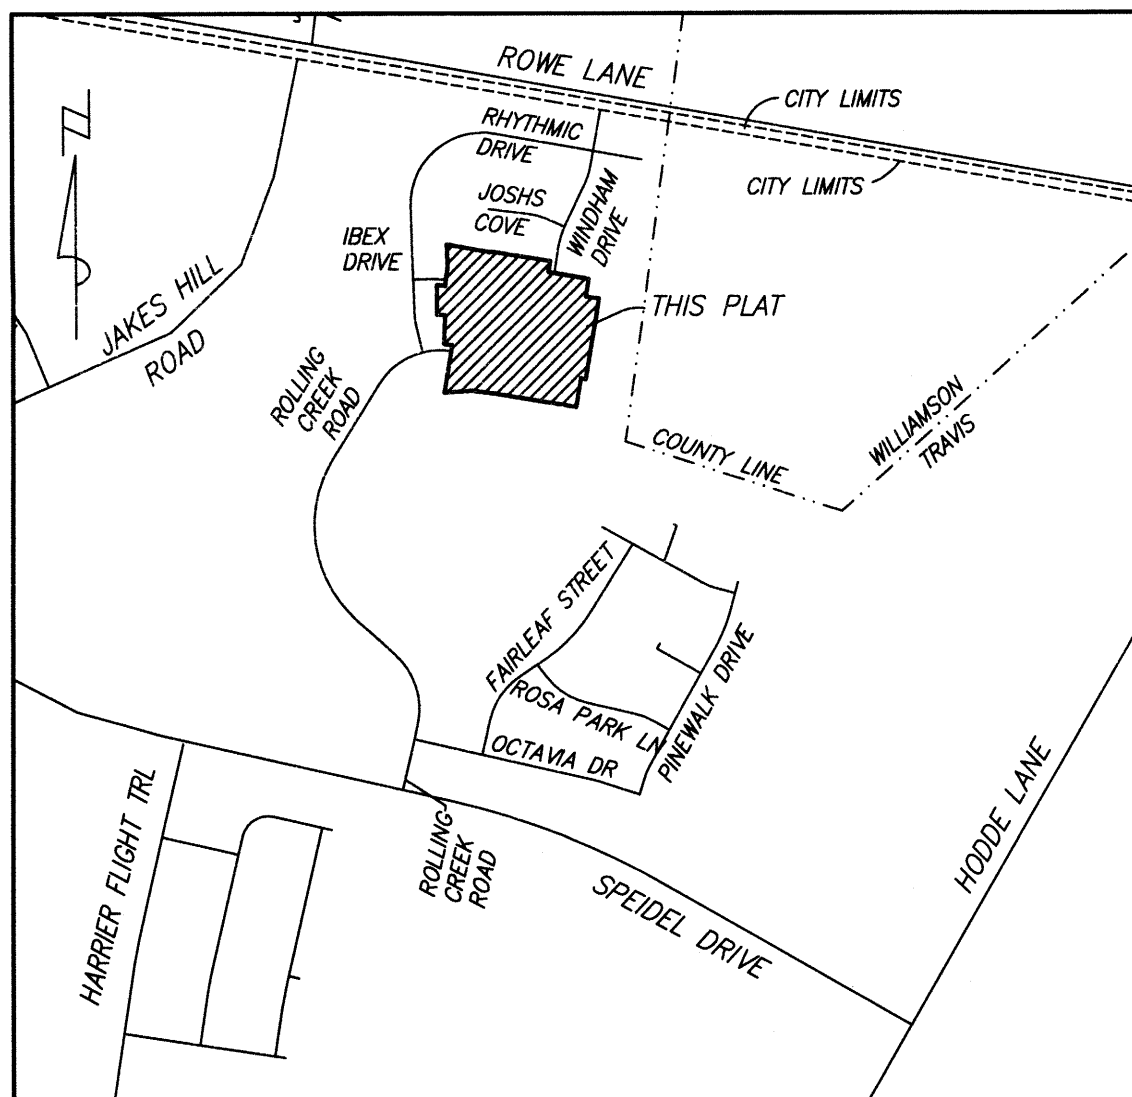 ROWE LANE
CITY LIMITS
CITY LIMITS
N
RHYTHMIC
DRIVE
JOSHS
COVE
WINDHAM
DRIVE
IBEX
DRIVE
THIS PLAT
JAKES HILL
ROAD
ROLLING
CREEK
ROAD
COUNTY LINE
WILLIAMSON
TRAVIS
FAIRLEAF STREET
ROSA PARK LN
PINEWALK DRIVE
OCTAVIA DR
HARRIER FLIGHT TRL
ROLLING
CREEK
ROAD
SPEIDEL DRIVE
HODDE LANE